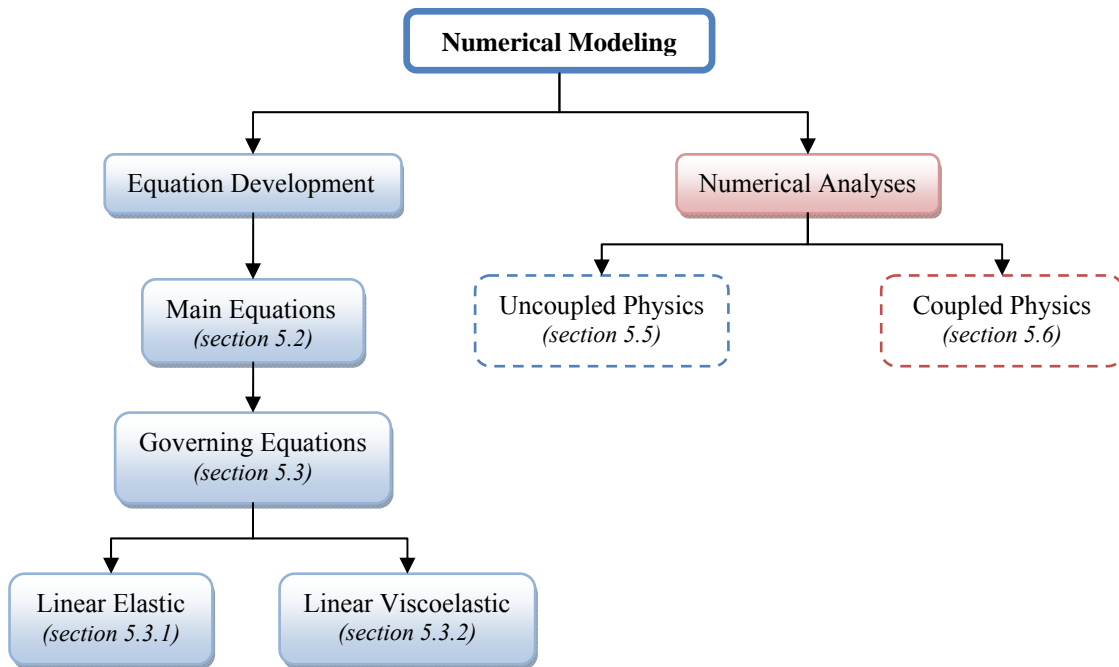 Numerical Modeling
Equation Development
Numerical Analyses
Main Equations
(section 5.2)
Uncoupled Physics
(section 5.5)
Coupled Physics
(section 5.6)
Governing Equations
(section 5.3)
Linear Elastic
(section 5.3.1)
Linear Viscoelastic
(section 5.3.2)